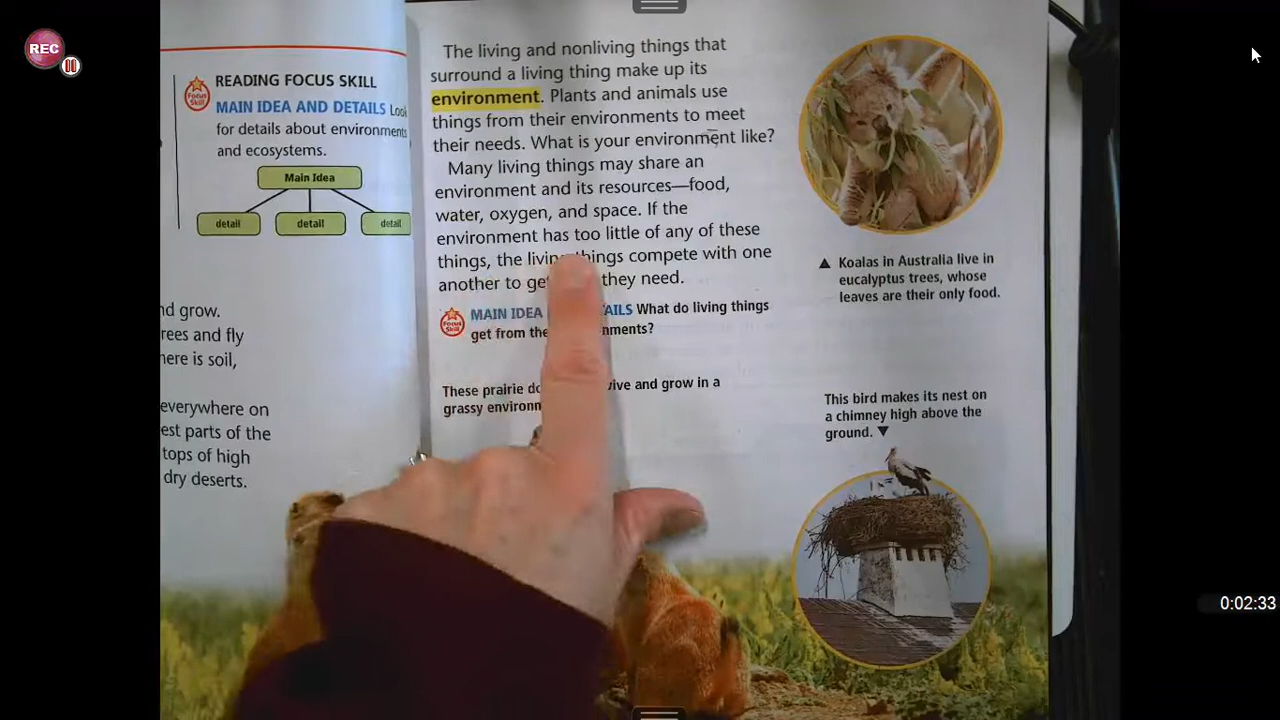 REC
READING FOCUS SKILL
Focus Skill
MAIN IDEA AND DETAILS Look
for details about environments
and ecosystems.
Main Idea
detail detail detail
nd grow.
rees and fly
here is soil,
everywhere on
est parts of the
tops of high
dry deserts.
The living and nonliving things that
surround a living thing make up its
environment. Plants and animals use
things from their environments to meet
their needs. What is your environment like?
Many living things may share an
environment and its resources—food,
water, oxygen, and space. If the
environment has too little of any of these
things, the living things compete with one
another to get they need.
Focus Skill
MAIN IDEA AILS What do living things
get from the nments?
These prairie do vive and grow in a
grassy environ
Koalas in Australia live in
eucalyptus trees, whose
leaves are their only food.
This bird makes its nest on
a chimney high above the
ground.
0:02:33